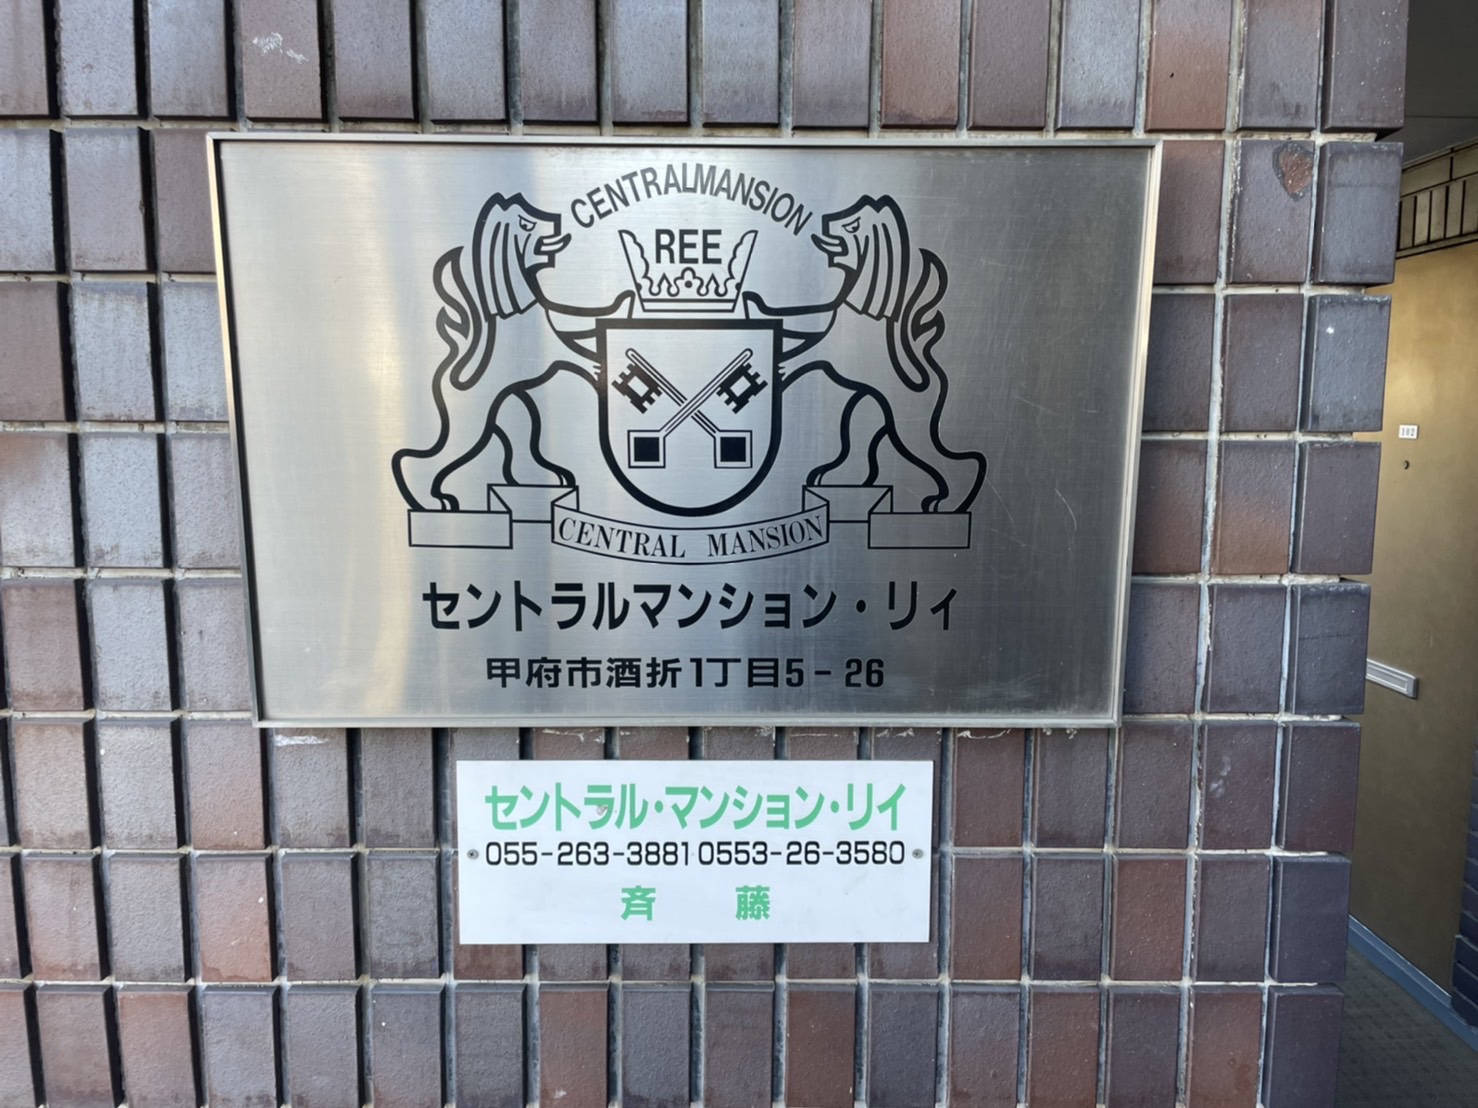 CENTRALMANSION
REE
CENTRAL MANSION
セントラルマンション・リィ
甲府市酒折1丁目5-26
セントラル・マンション・リイ
055-263-3881 0553-26-3580
斉 藤
102